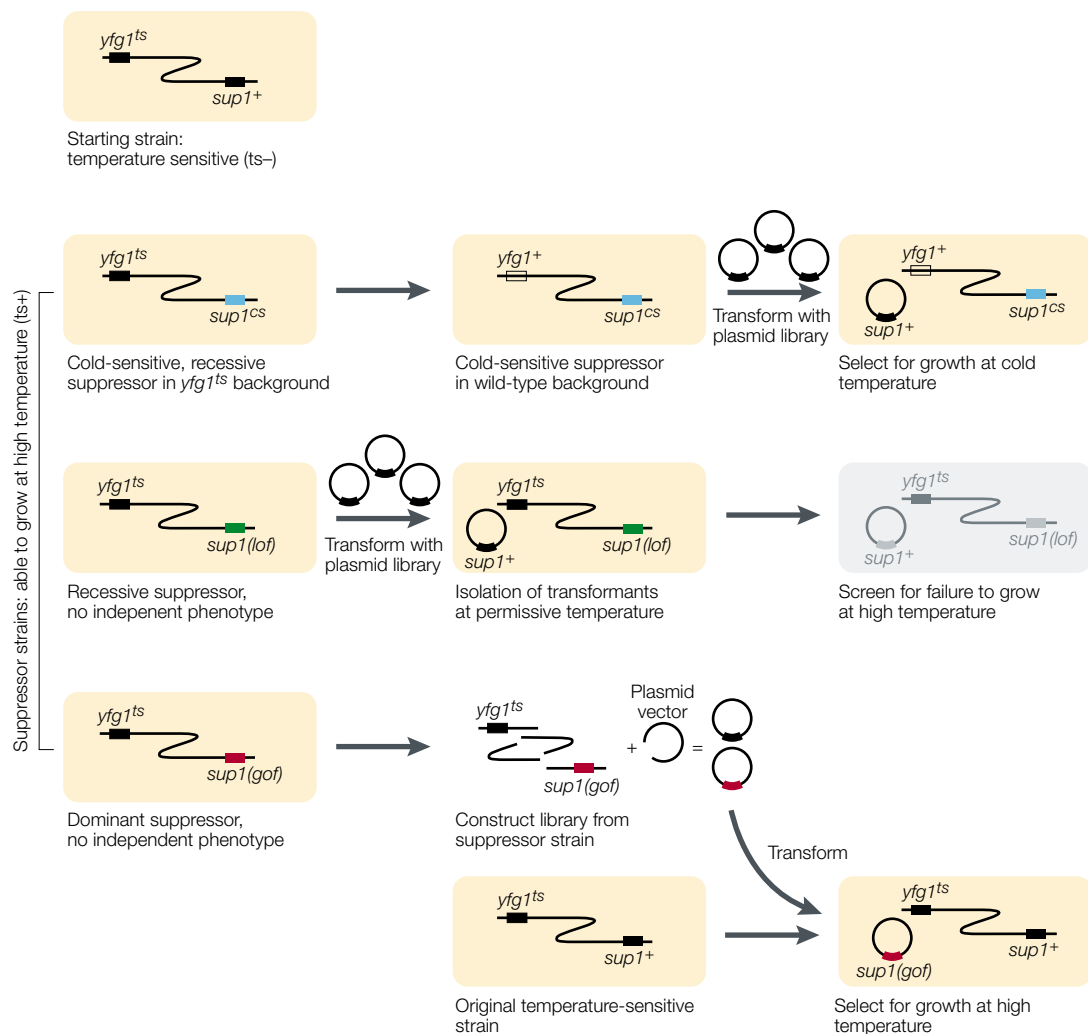 yfg1ts
sup1+
Starting strain:
temperature sensitive (ts–)
Suppressor strains: able to grow at high temperature (ts+)
yfg1ts
sup1cs
Cold-sensitive, recessive
suppressor in yfg1ts background
yfg1+
sup1cs
Cold-sensitive suppressor
in wild-type background
Transform with
plasmid library
yfg1+
sup1+
sup1cs
Select for growth at cold
temperature
yfg1ts
sup1(lof)
Recessive suppressor,
no indepenent phenotype
Transform with
plasmid library
yfg1ts
sup1+
sup1(lof)
Isolation of transformants
at permissive temperature
yfg1ts
sup1+
sup1(lof)
Screen for failure to grow
at high temperature
yfg1ts
sup1(gof)
Dominant suppressor,
no independent phenotype
yfg1ts
Plasmid
vector
+ =
sup1(gof)
Construct library from
suppressor strain
Transform
yfg1ts
sup1+
Original temperature-sensitive
strain
yfg1ts
sup1(gof)
sup1+
Select for growth at high
temperature